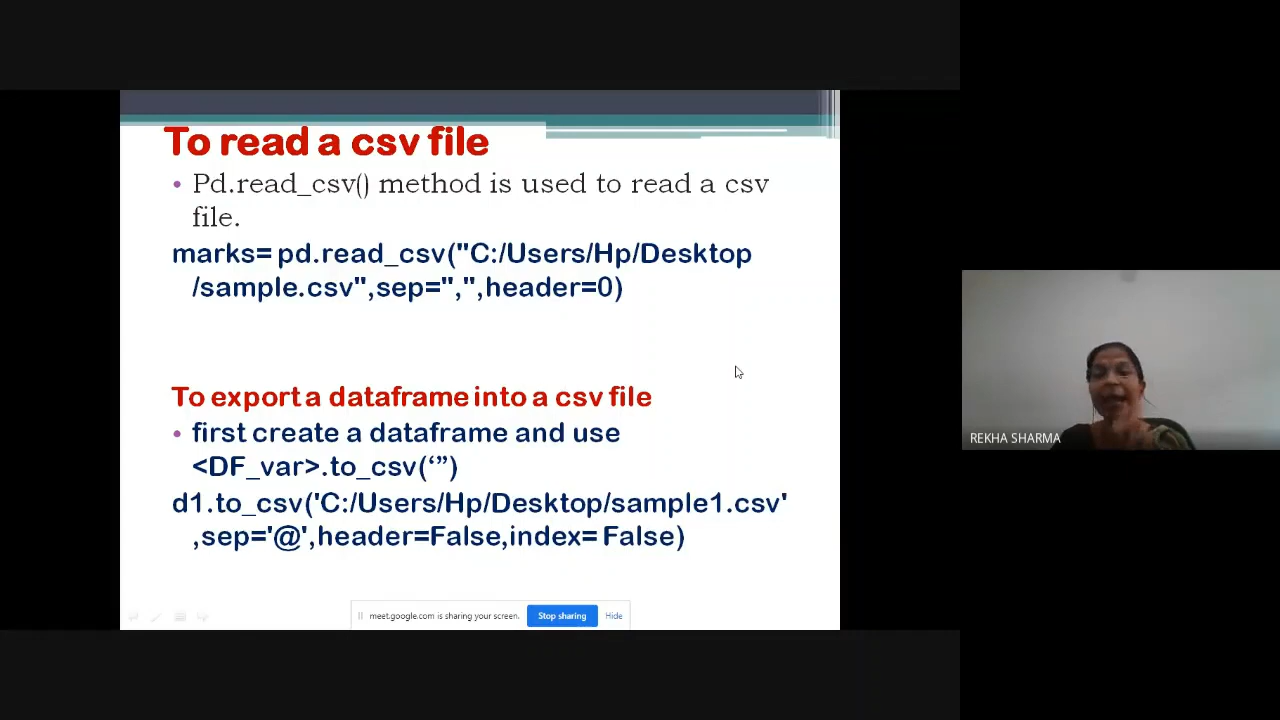 To read a csv file
• Pd.read_csv() method is used to read a csv
file.
marks= pd.read_csv("C:/Users/Hp/Desktop
/sample.csv",sep=",",header=0)
To export a dataframe into a csv file
• first create a dataframe and use
<DF_var>.to_csv(‘”)
d1.to_csv('C:/Users/Hp/Desktop/sample1.csv'
,sep='@',header=False,index= False)
meet.google.com is sharing your screen. Stop sharing Hide
REKHA SHARMA